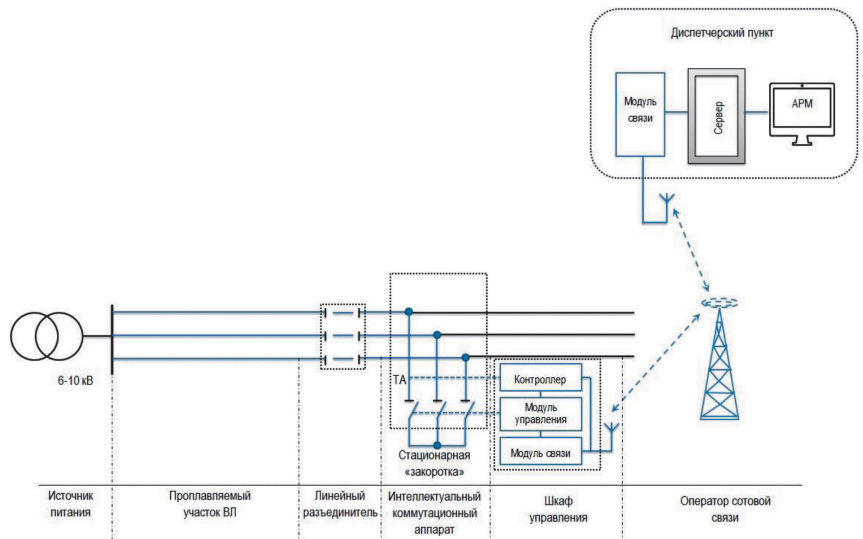 Диспетчерский пункт
Модуль
связи
Сервер
АРМ
6-10 кВ
ТА
Контроллер
Модуль
управления
Модуль связи
Стационарная
«закоротка»
Источник
питания
Проплавляемый
участок ВЛ
Линейный
разъединитель
Интеллектуальный
коммутационный
аппарат
Шкаф
управления
Оператор сотовой
связи